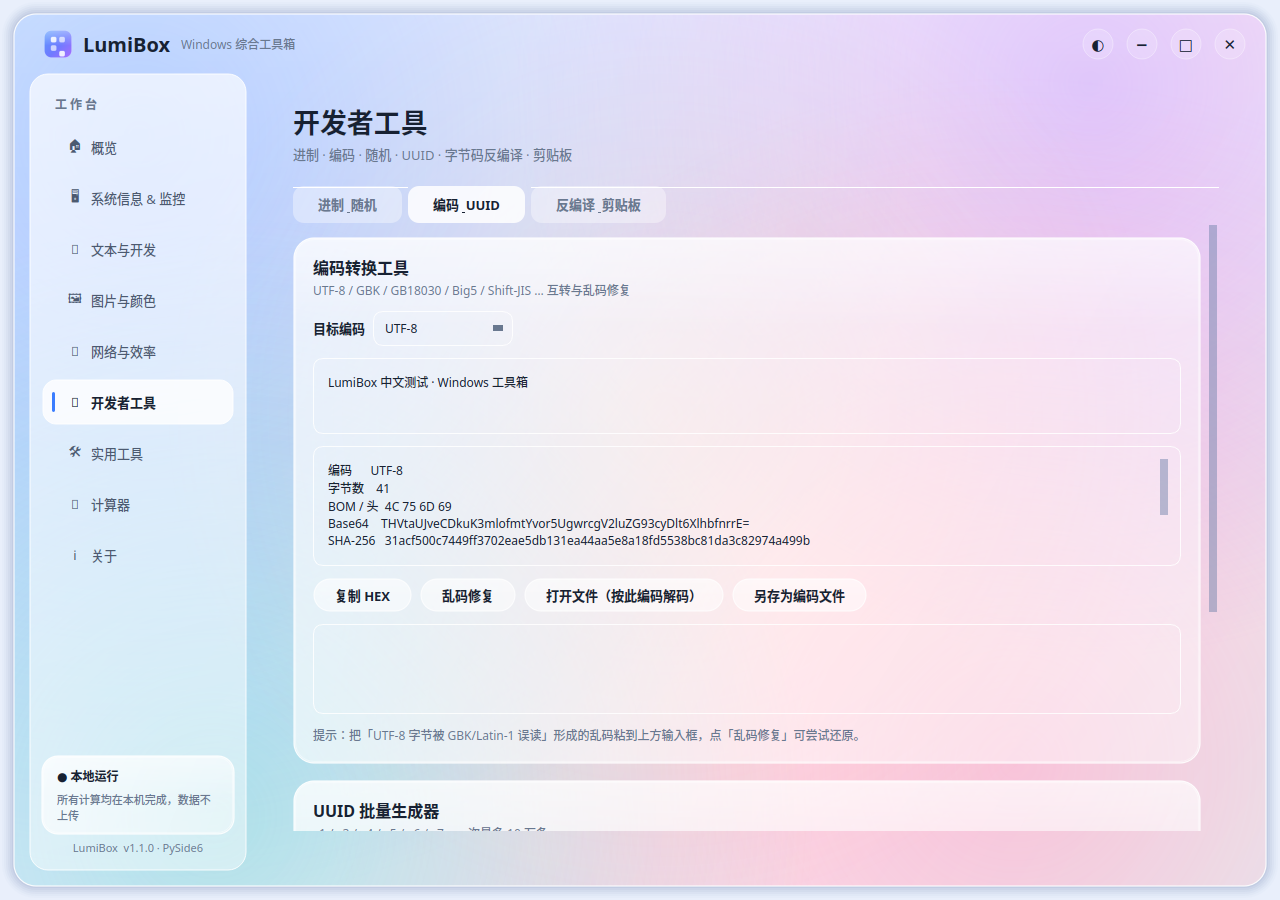 LumiBox Windows 综合工具箱
工作台
概览
系统信息 & 监控
文本与开发
图片与颜色
网络与效率
开发者工具
实用工具
计算器
i 关于
● 本地运行
所有计算均在本机完成，数据不
上传
LumiBox v1.1.0 · PySide6
开发者工具
进制 · 编码 · 随机 · UUID · 字节码反编译 · 剪贴板
进制 _随机 编码 _UUID 反编译 _剪贴板
编码转换工具
UTF-8 / GBK / GB18030 / Big5 / Shift-JIS ... 互转与乱码修复
目标编码 UTF-8
LumiBox 中文测试 · Windows 工具箱
编码 UTF-8
字节数 41
BOM / 头 4C 75 6D 69
Base64 THVtaUJveCDkuK3mlofmtYvor5UgwrcgV2luZG93cyDlt6XlhbfnrrE=
SHA-256 31acf500c7449ff3702eae5db131ea44aa5e8a18fd5538bc81da3c82974a499b
复制 HEX 乱码修复 打开文件（按此编码解码） 另存为编码文件
提示：把「UTF-8 字节被 GBK/Latin-1 误读」形成的乱码粘到上方输入框，点「乱码修复」可尝试还原。
UUID 批量生成器